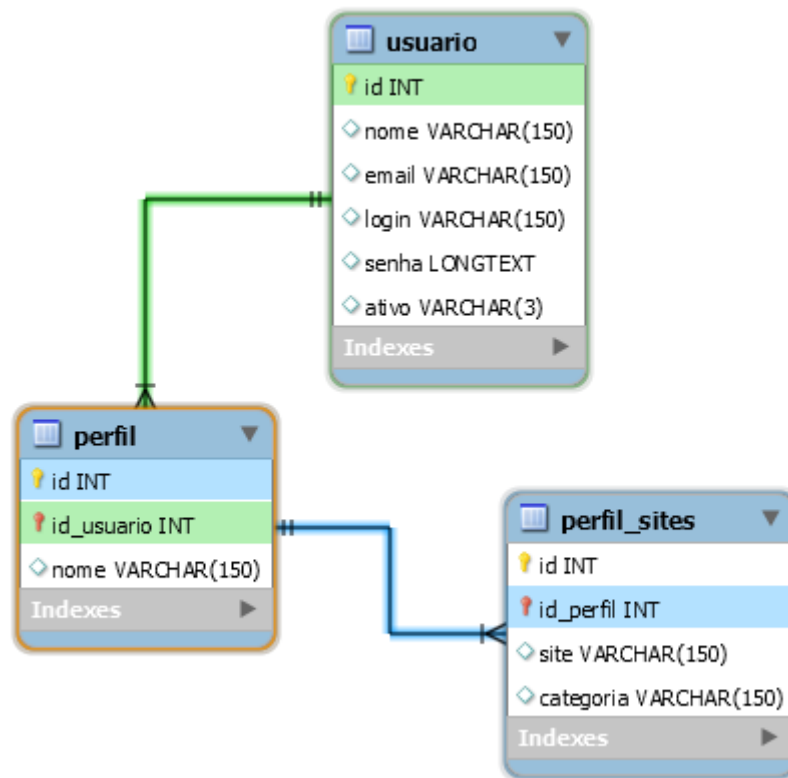 usuario
id INT
nome VARCHAR(150)
email VARCHAR(150)
login VARCHAR(150)
senha LONGTEXT
ativo VARCHAR(3)
Indexes
perfil
id INT
id_usuario INT
nome VARCHAR(150)
Indexes
perfil_sites
id INT
id_perfil INT
site VARCHAR(150)
categoria VARCHAR(150)
Indexes